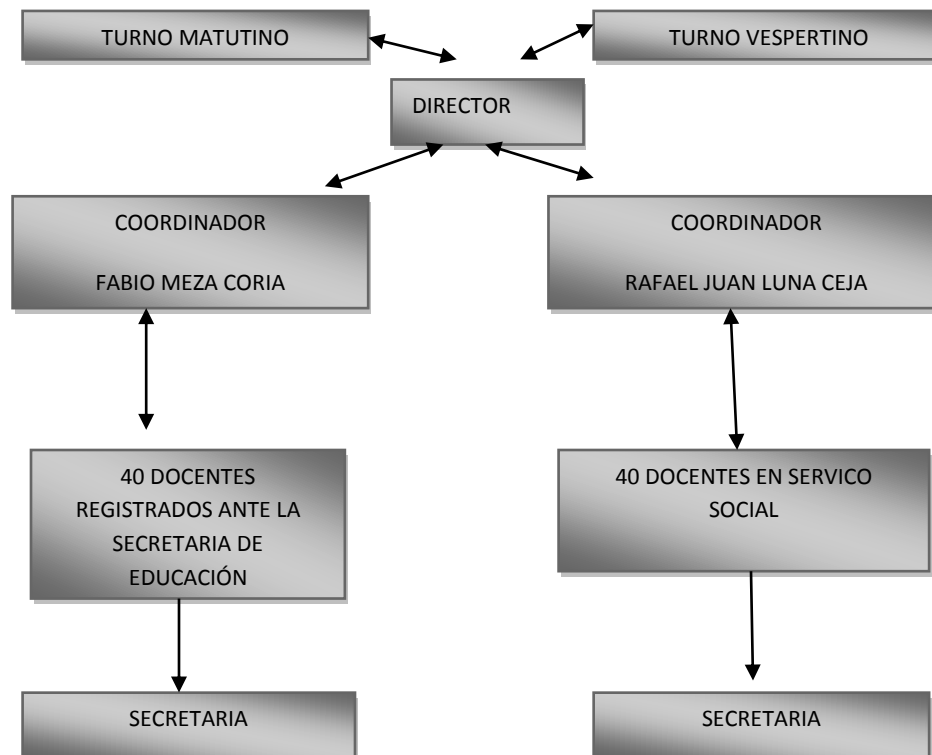 TURNO MATUTINO
TURNO VESPERTINO
DIRECTOR
COORDINADOR
FABIO MEZA CORIA
COORDINADOR
RAFAEL JUAN LUNA CEJA
40 DOCENTES
REGISTRADOS ANTE LA
SECRETARIA DE
EDUCACIÓN
40 DOCENTES EN SERVICO
SOCIAL
SECRETARIA
SECRETARIA